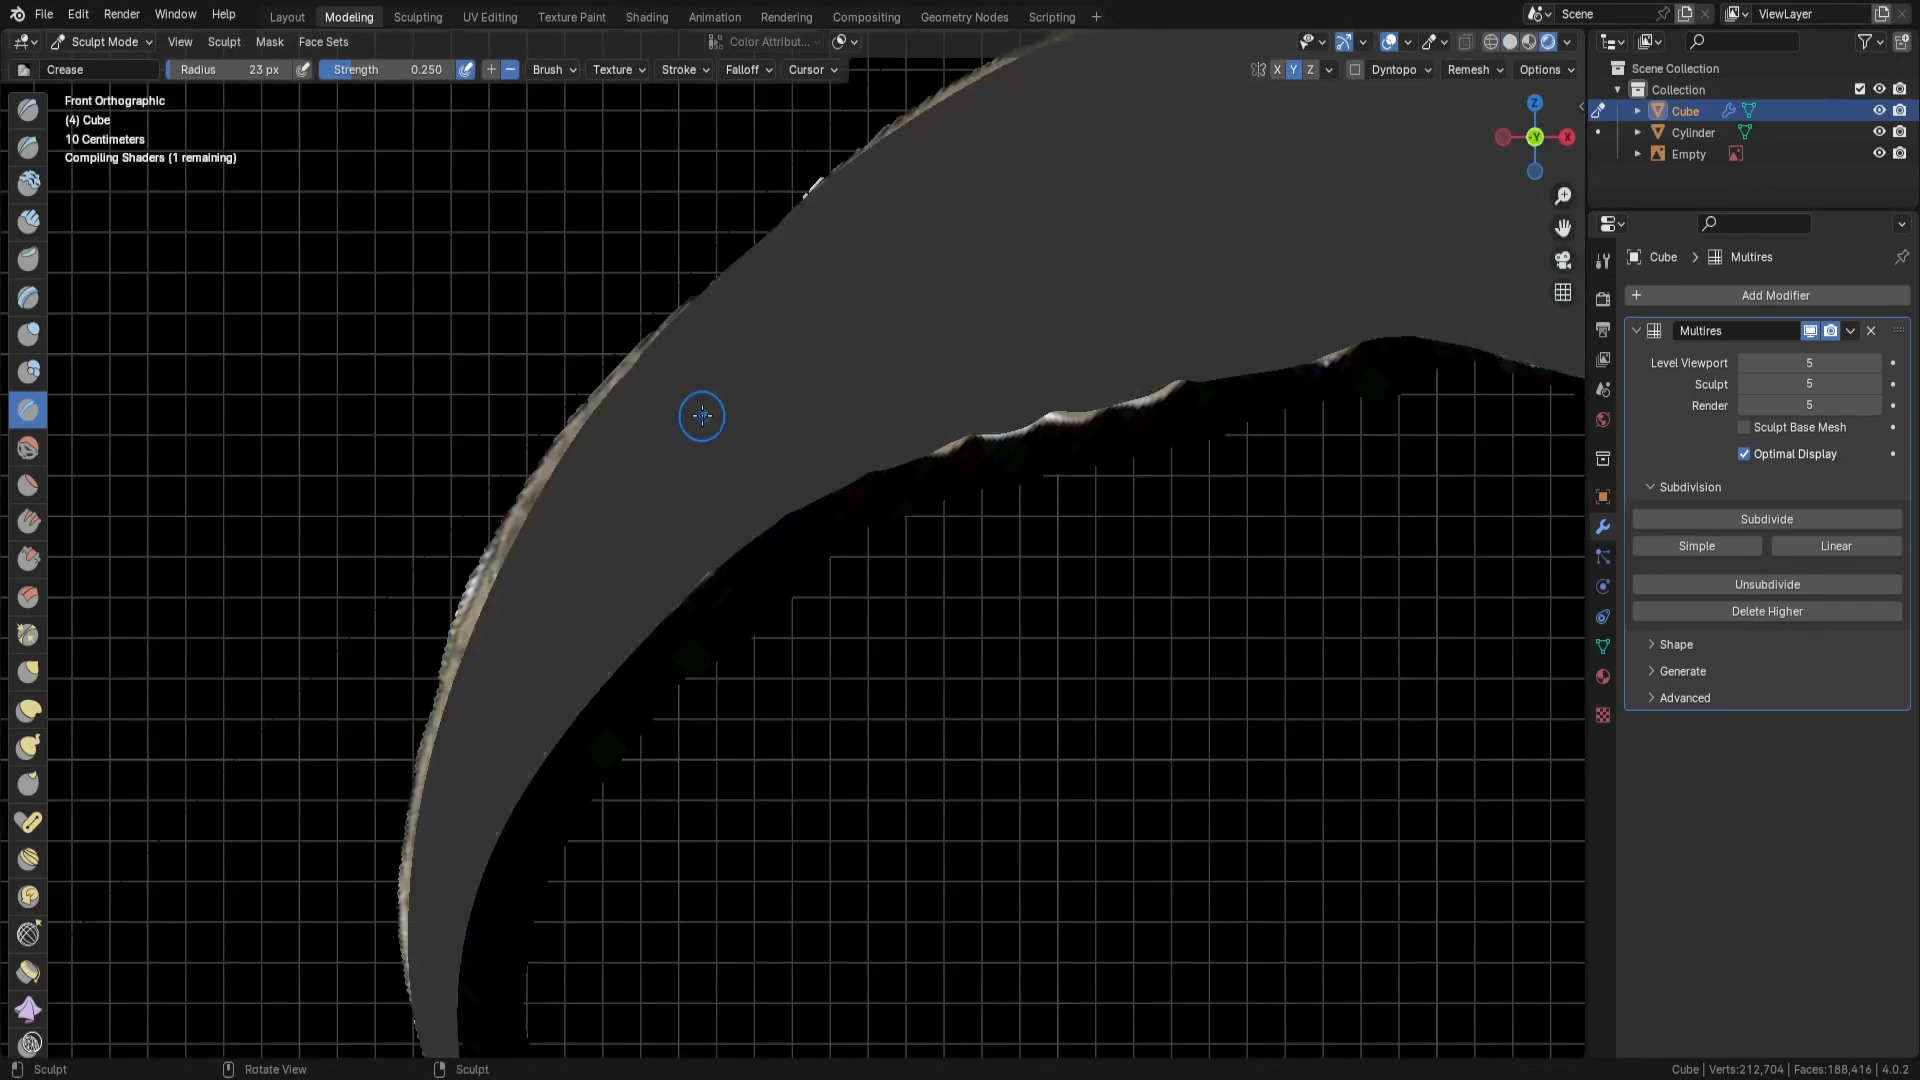 File Edit Render Window Help Layout Modeling Sculpting UV Editing Texture Paint Shading Animation Rendering Compositing Geometry Nodes Scripting + Scene ViewLayer
Sculpt Mode View Sculpt Mask Face Sets Color Attribut...
Crease Radius 23 px Strength 0.250 Brush Texture Stroke Falloff Cursor X Y Z Dyntopo Remesh Options
Front Orthographic
(4) Cube
10 Centimeters
Compiling Shaders (1 remaining)
Z
-Y
X
Scene Collection
Collection
Cube
Cylinder
Empty
Cube > Multires
+ Add Modifier
Multires
Level Viewport 5
Sculpt 5
Render 5
Sculpt Base Mesh
Optimal Display
Subdivision
Subdivide
Simple Linear
Unsubdivide
Delete Higher
Shape
Generate
Advanced
Sculpt Rotate View Sculpt Cube | Verts:212,704 | Faces:188,416 | 4.0.2